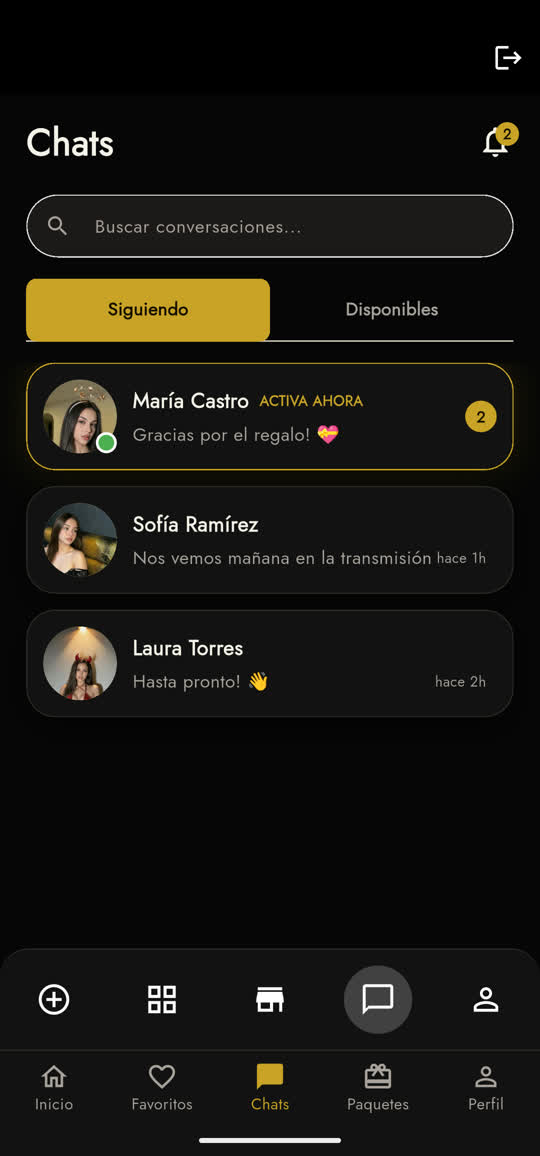 Chats
2
Buscar conversaciones...
Siguiendo
Disponibles
María Castro ACTIVA AHORA
Gracias por el regalo! 💝
2
Sofía Ramírez
Nos vemos mañana en la transmisión hace 1h
Laura Torres
Hasta pronto! 👋 hace 2h
Inicio Favoritos Chats Paquetes Perfil